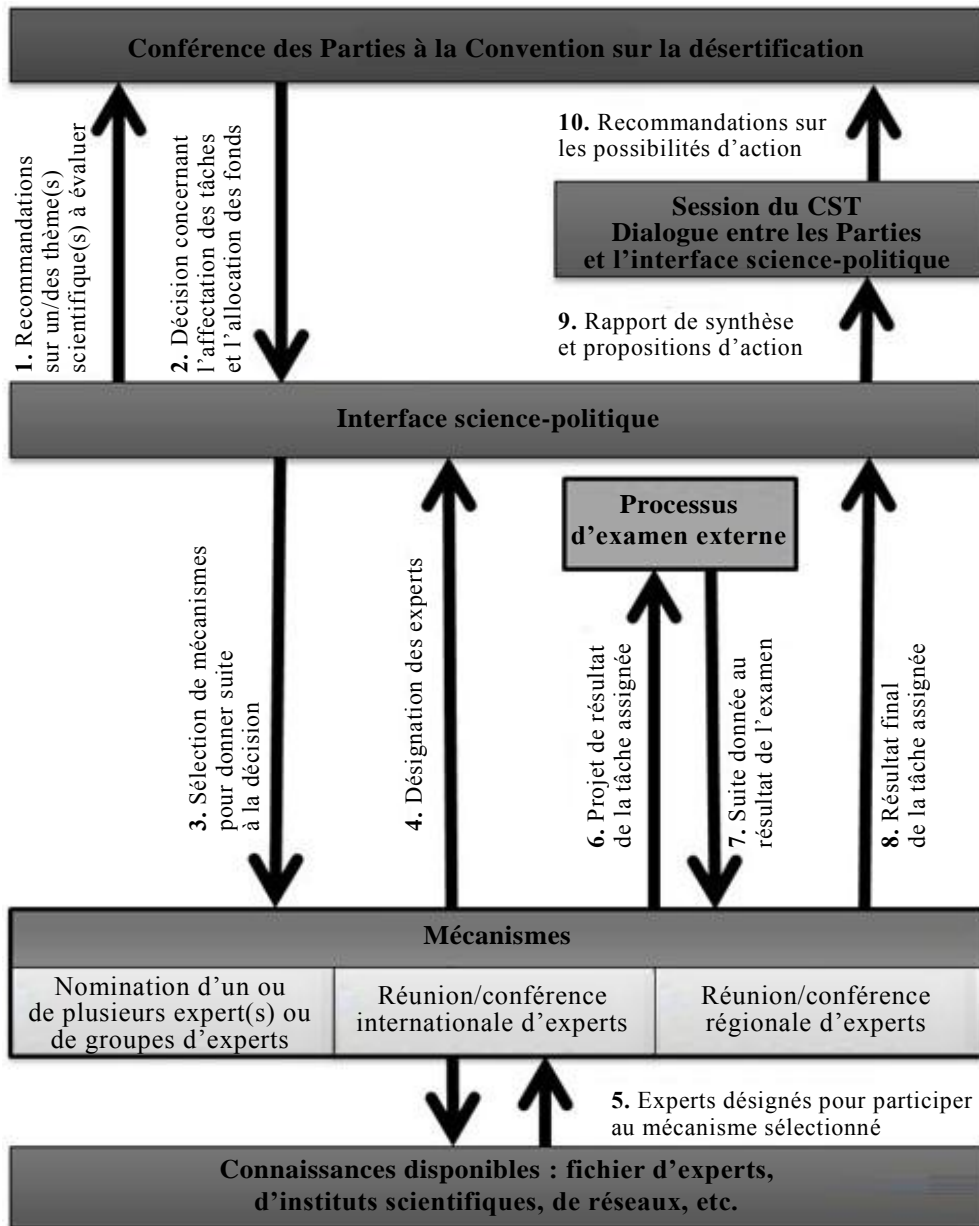 Conférence des Parties à la Convention sur la désertification
1. Recommandations
sur un/des thème(s)
scientifique(s) à évaluer
2. Décision concernant
l'affectation des tâches
et l'allocation des fonds
10. Recommandations sur
les possibilités d'action
Session du CST
Dialogue entre les Parties
et l'interface science-politique
9. Rapport de synthèse
et propositions d'action
Interface science-politique
3. Sélection de mécanismes
pour donner suite
à la décision
4. Désignation des experts
Processus
d'examen externe
6. Projet de résultat
de la tâche assignée
7. Suite donnée au
résultat de l'examen
8. Résultat final
de la tâche assignée
Mécanismes
Nomination d'un ou
de plusieurs expert(s) ou
de groupes d'experts
Réunion/conférence
internationale d'experts
Réunion/conférence
régionale d'experts
5. Experts désignés pour participer
au mécanisme sélectionné
Connaissances disponibles : fichier d'experts,
d'instituts scientifiques, de réseaux, etc.